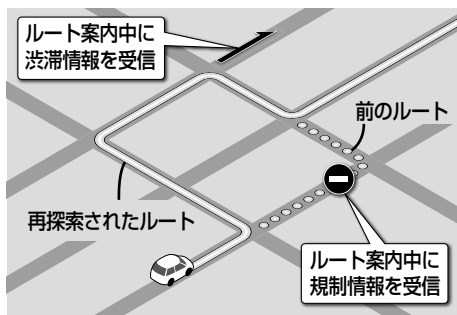 ルート案内中に
渋滞情報を受信
前のルート
再探索されたルート
ルート案内中に
規制情報を受信